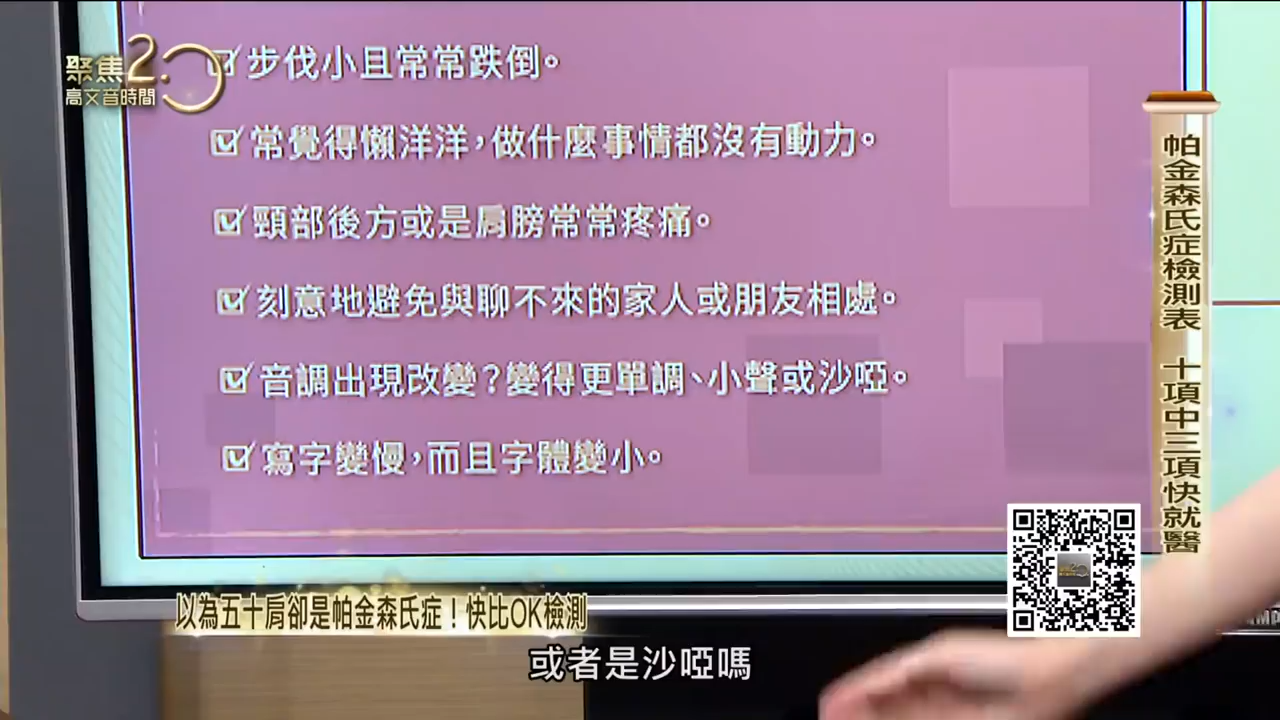 聚焦2.0
高文音時間
步伐小且常常跌倒。
常覺得懶洋洋,做什麼事情都沒有動力。
頸部後方或是肩膀常常疼痛。
刻意地避免與聊不來的家人或朋友相處。
音調出現改變?變得更單調、小聲或沙啞。
寫字變慢,而且字體變小。
帕金森氏症檢測表 十項中三項快就醫
以為五十肩卻是帕金森氏症!快比OK檢測
或者是沙啞嗎